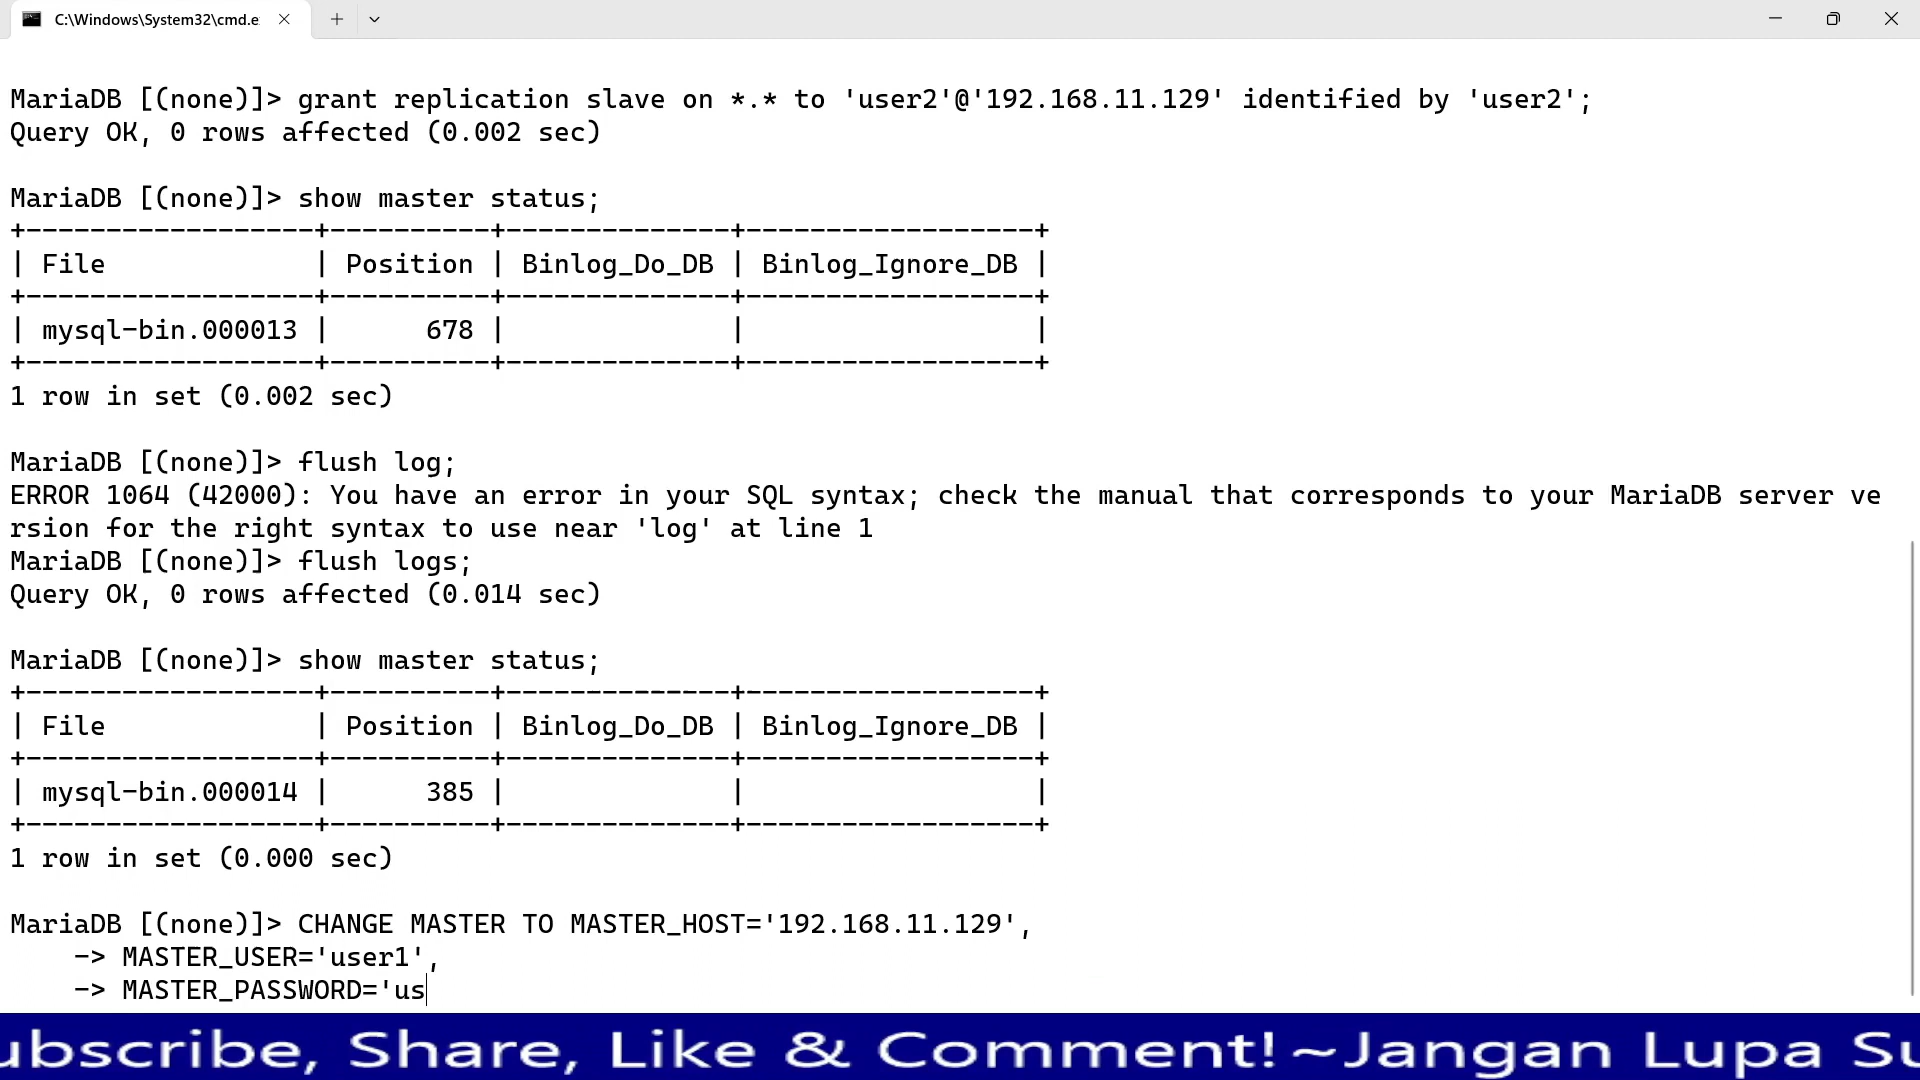 C:\Windows\System32\cmd.e
MariaDB [(none)]> grant replication slave on *.* to 'user2'@'192.168.11.129' identified by 'user2';
Query OK, 0 rows affected (0.002 sec)
MariaDB [(none)]> show master status;
+------------------+----------+--------------+------------------+
| File             | Position | Binlog_Do_DB | Binlog_Ignore_DB |
+------------------+----------+--------------+------------------+
| mysql-bin.000013 |      678 |              |                  |
+------------------+----------+--------------+------------------+
1 row in set (0.002 sec)
MariaDB [(none)]> flush log;
ERROR 1064 (42000): You have an error in your SQL syntax; check the manual that corresponds to your MariaDB server ve
rsion for the right syntax to use near 'log' at line 1
MariaDB [(none)]> flush logs;
Query OK, 0 rows affected (0.014 sec)
MariaDB [(none)]> show master status;
+------------------+----------+--------------+------------------+
| File             | Position | Binlog_Do_DB | Binlog_Ignore_DB |
+------------------+----------+--------------+------------------+
| mysql-bin.000014 |      385 |              |                  |
+------------------+----------+--------------+------------------+
1 row in set (0.000 sec)
MariaDB [(none)]> CHANGE MASTER TO MASTER_HOST='192.168.11.129',
    -> MASTER_USER='user1',
    -> MASTER_PASSWORD='us
ubscribe, Share, Like & Comment!~Jangan Lupa Su